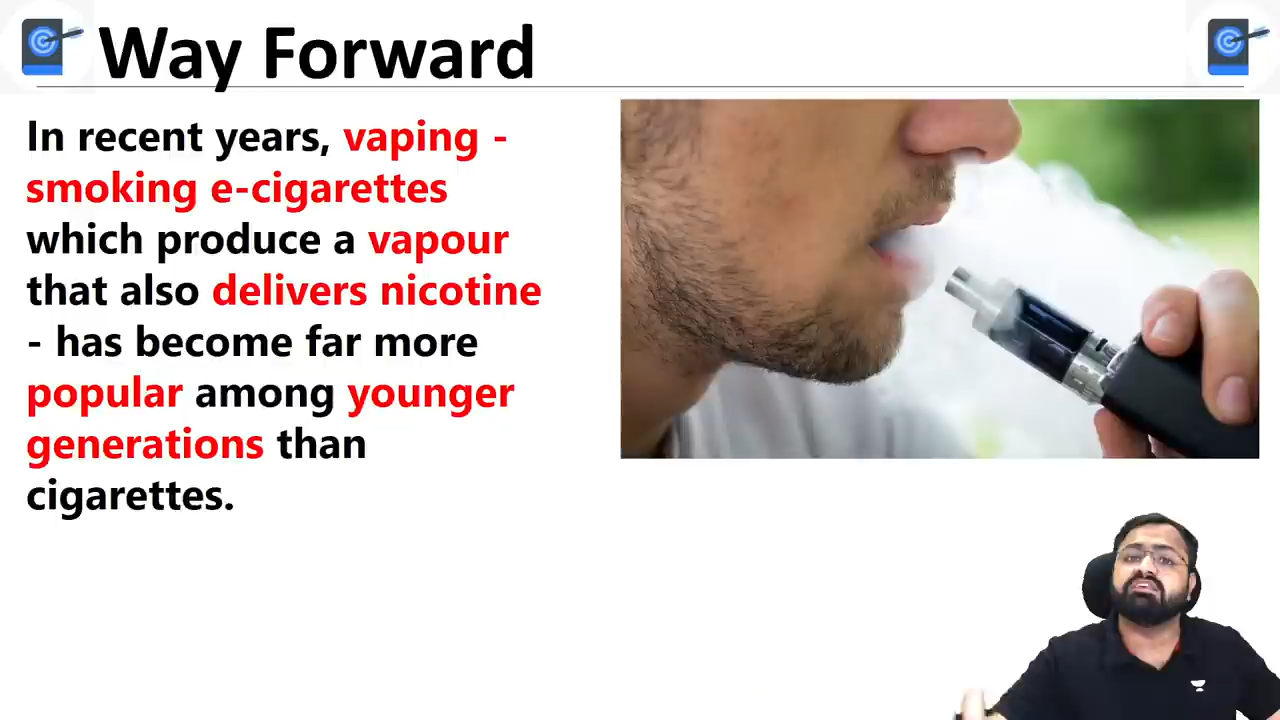 Way Forward
In recent years, vaping -
smoking e-cigarettes
which produce a vapour
that also delivers nicotine
- has become far more
popular among younger
generations than
cigarettes.